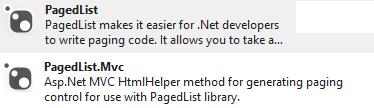 PagedList
PagedList makes it easier for .Net developers
to write paging code. It allows you to take a...
PagedList.Mvc
Asp.Net MVC HtmlHelper method for generating paging
control for use with PagedList library.